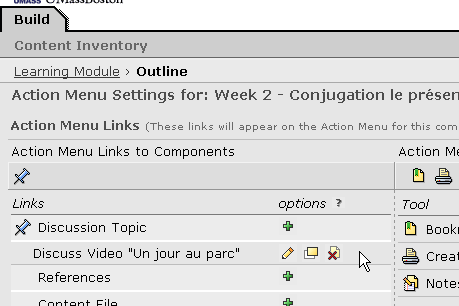 UMASS UMassBoston
Build
Content Inventory
Learning Module › Outline
Action Menu Settings for: Week 2 - Conjugation le présen
Action Menu Links (These links will appear on the Action Menu for this com
Action Menu Links to Components
Action Me
Links options ?
Tool
Discussion Topic
Bookr
Discuss Video "Un jour au parc"
Creat
References
Notes
Content File